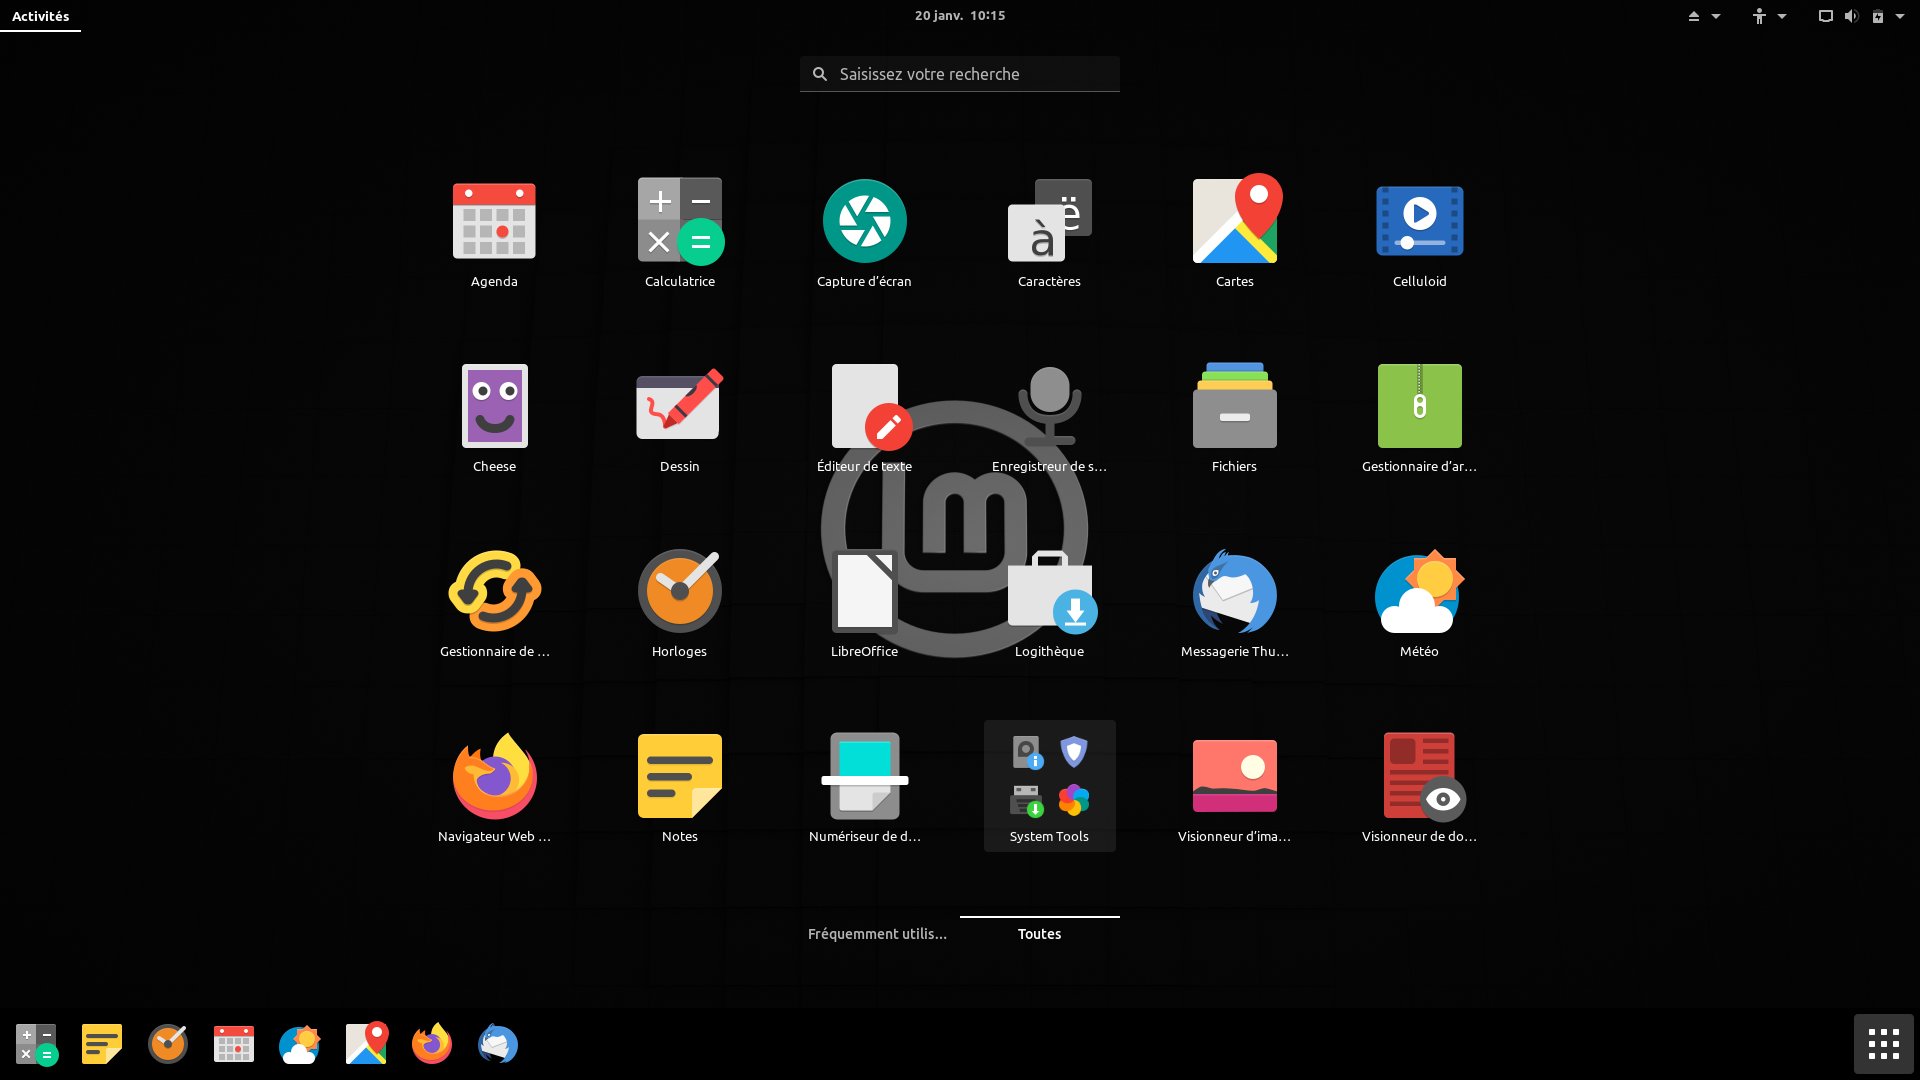 Activités
20 janv. 10:15
Saisissez votre recherche
Agenda
Calculatrice
Capture d’écran
Caractères
Cartes
Celluloid
Cheese
Dessin
Éditeur de texte
Enregistreur de s…
Fichiers
Gestionnaire d’ar…
Gestionnaire de …
Horloges
LibreOffice
Logithèque
Messagerie Thu…
Météo
Navigateur Web …
Notes
Numériseur de d…
System Tools
Visionneur d’ima…
Visionneur de do…
Fréquemment utilis…
Toutes